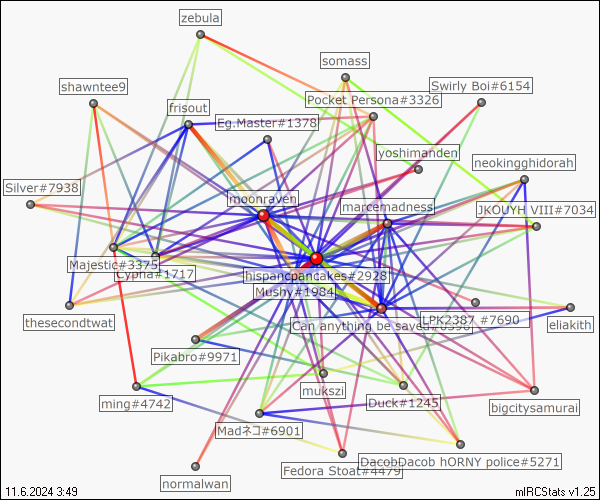 zebula
somass
shawntee9
Swirly Boi#6154
Pocket Persona#3326
frisout
Eg.Master#1378
yoshimanden
neokingghidorah
Silver#7938
moonraven
marcemadness
JKOUYH VIII#7034
Majestic#3375
Cypha#1717
hispancpancakes#2928
Mushy#1984
thesecondtwat
Can anything be saved#
LPK2387 #7690
eliakith
Pikabro#9971
mukszi
ming#4742
Duck#1245
bigcitysamurai
Madネコ#6901
DacobDacob hORNY police#5271
Fedora Stoat#4479
normalwan
11.6.2024 3:49
mIRCStats v1.25